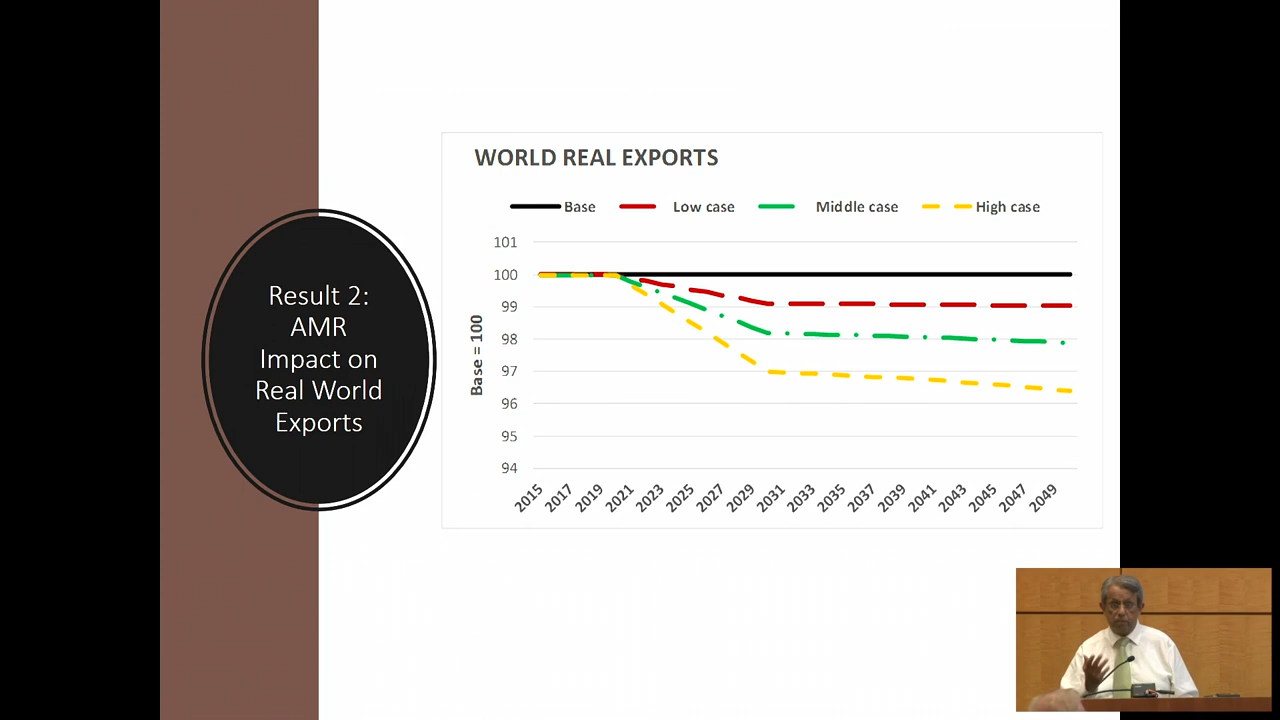 Result 2:
AMR
Impact on
Real World
Exports
WORLD REAL EXPORTS
Base Low case Middle case High case
101
100
99
98
97
96
95
94
Base = 100
2015 2017 2019 2021 2023 2025 2027 2029 2031 2033 2035 2037 2039 2041 2043 2045 2047 2049